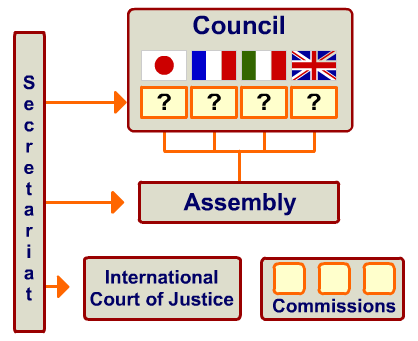 Secretariat
Council
? ? ? ?
Assembly
International
Court of Justice
Commissions